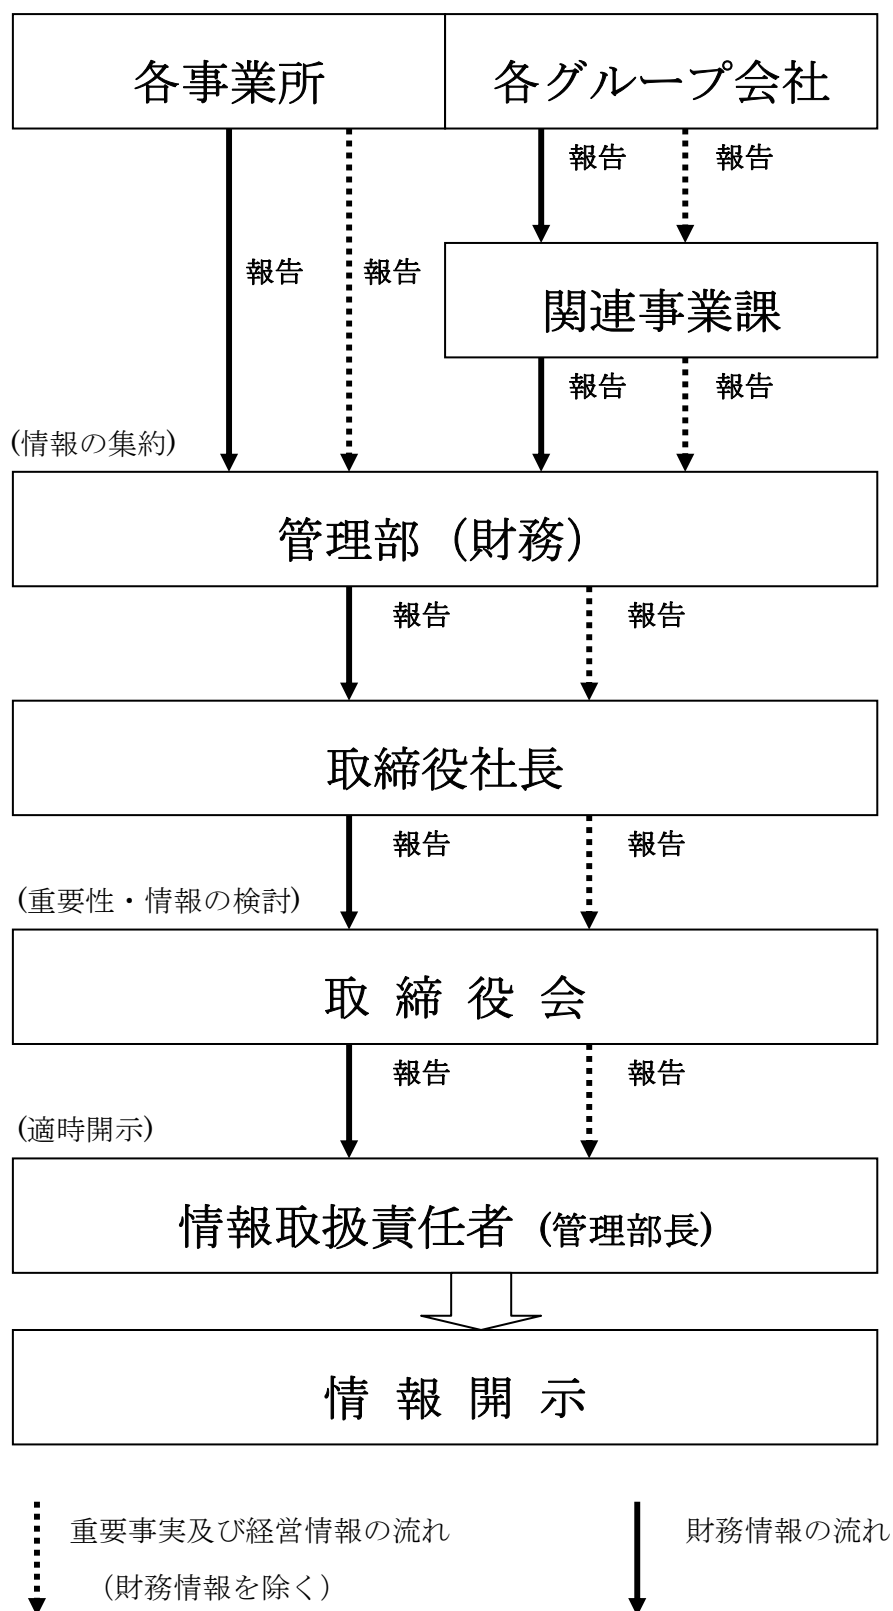 各事業所
各グループ会社
報告
報告
報告
報告
関連事業課
報告
報告
(情報の集約)
管理部（財務）
報告
報告
取締役社長
報告
報告
(重要性・情報の検討)
取 締 役 会
報告
報告
(適時開示)
情報取扱責任者 (管理部長)
情 報 開 示
重要事実及び経営情報の流れ
（財務情報を除く）
財務情報の流れ